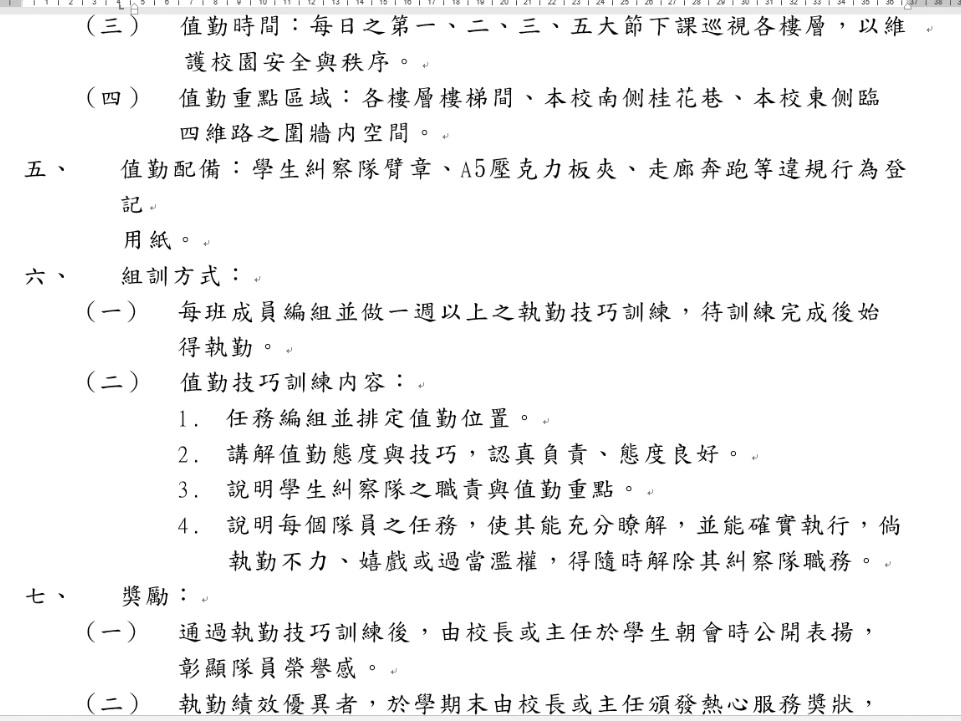 （三） 值勤時間：每日之第一、二、三、五大節下課巡視各樓層，以維
護校園安全與秩序。
（四） 值勤重點區域：各樓層樓梯間、本校南側桂花巷、本校東側臨
四維路之圍牆內空間。
五、 值勤配備：學生糾察隊臂章、A5壓克力板夾、走廊奔跑等違規行為登
記
用紙。
六、 組訓方式：
（一） 每班成員編組並做一週以上之執勤技巧訓練，待訓練完成後始
得執勤。
（二） 值勤技巧訓練內容：
1. 任務編組並排定值勤位置。
2. 講解值勤態度與技巧，認真負責、態度良好。
3. 說明學生糾察隊之職責與值勤重點。
4. 說明每個隊員之任務，使其能充分瞭解，並能確實執行，倘
執勤不力、嬉戲或過當濫權，得隨時解除其糾察隊職務。
七、 獎勵：
（一） 通過執勤技巧訓練後，由校長或主任於學生朝會時公開表揚，
彰顯隊員榮譽感。
（二） 執勤績效優異者，於學期末由校長或主任頒發熱心服務獎狀，